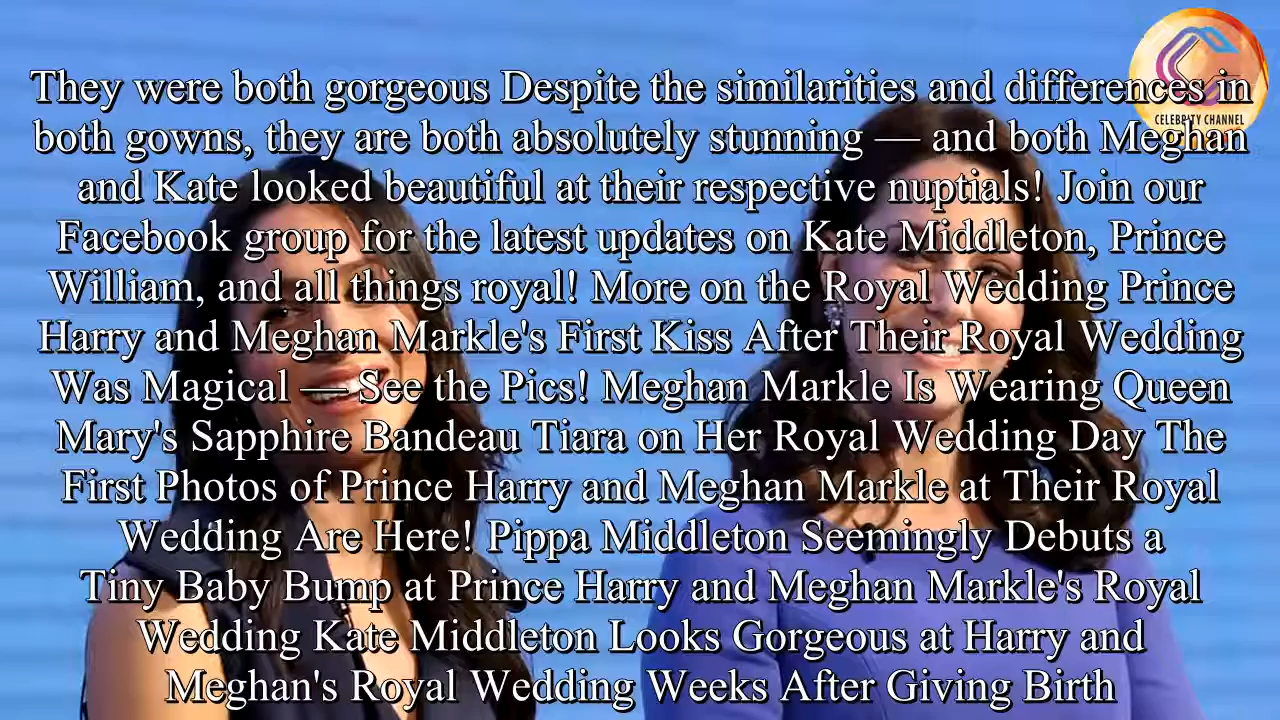 CELEBRITY CHANNEL
They were both gorgeous Despite the similarities and differences in
both gowns, they are both absolutely stunning — and both Meghan
and Kate looked beautiful at their respective nuptials! Join our
Facebook group for the latest updates on Kate Middleton, Prince
William, and all things royal! More on the Royal Wedding Prince
Harry and Meghan Markle's First Kiss After Their Royal Wedding
Was Magical — See the Pics! Meghan Markle Is Wearing Queen
Mary's Sapphire Bandeau Tiara on Her Royal Wedding Day The
First Photos of Prince Harry and Meghan Markle at Their Royal
Wedding Are Here! Pippa Middleton Seemingly Debuts a
Tiny Baby Bump at Prince Harry and Meghan Markle's Royal
Wedding Kate Middleton Looks Gorgeous at Harry and
Meghan's Royal Wedding Weeks After Giving Birth